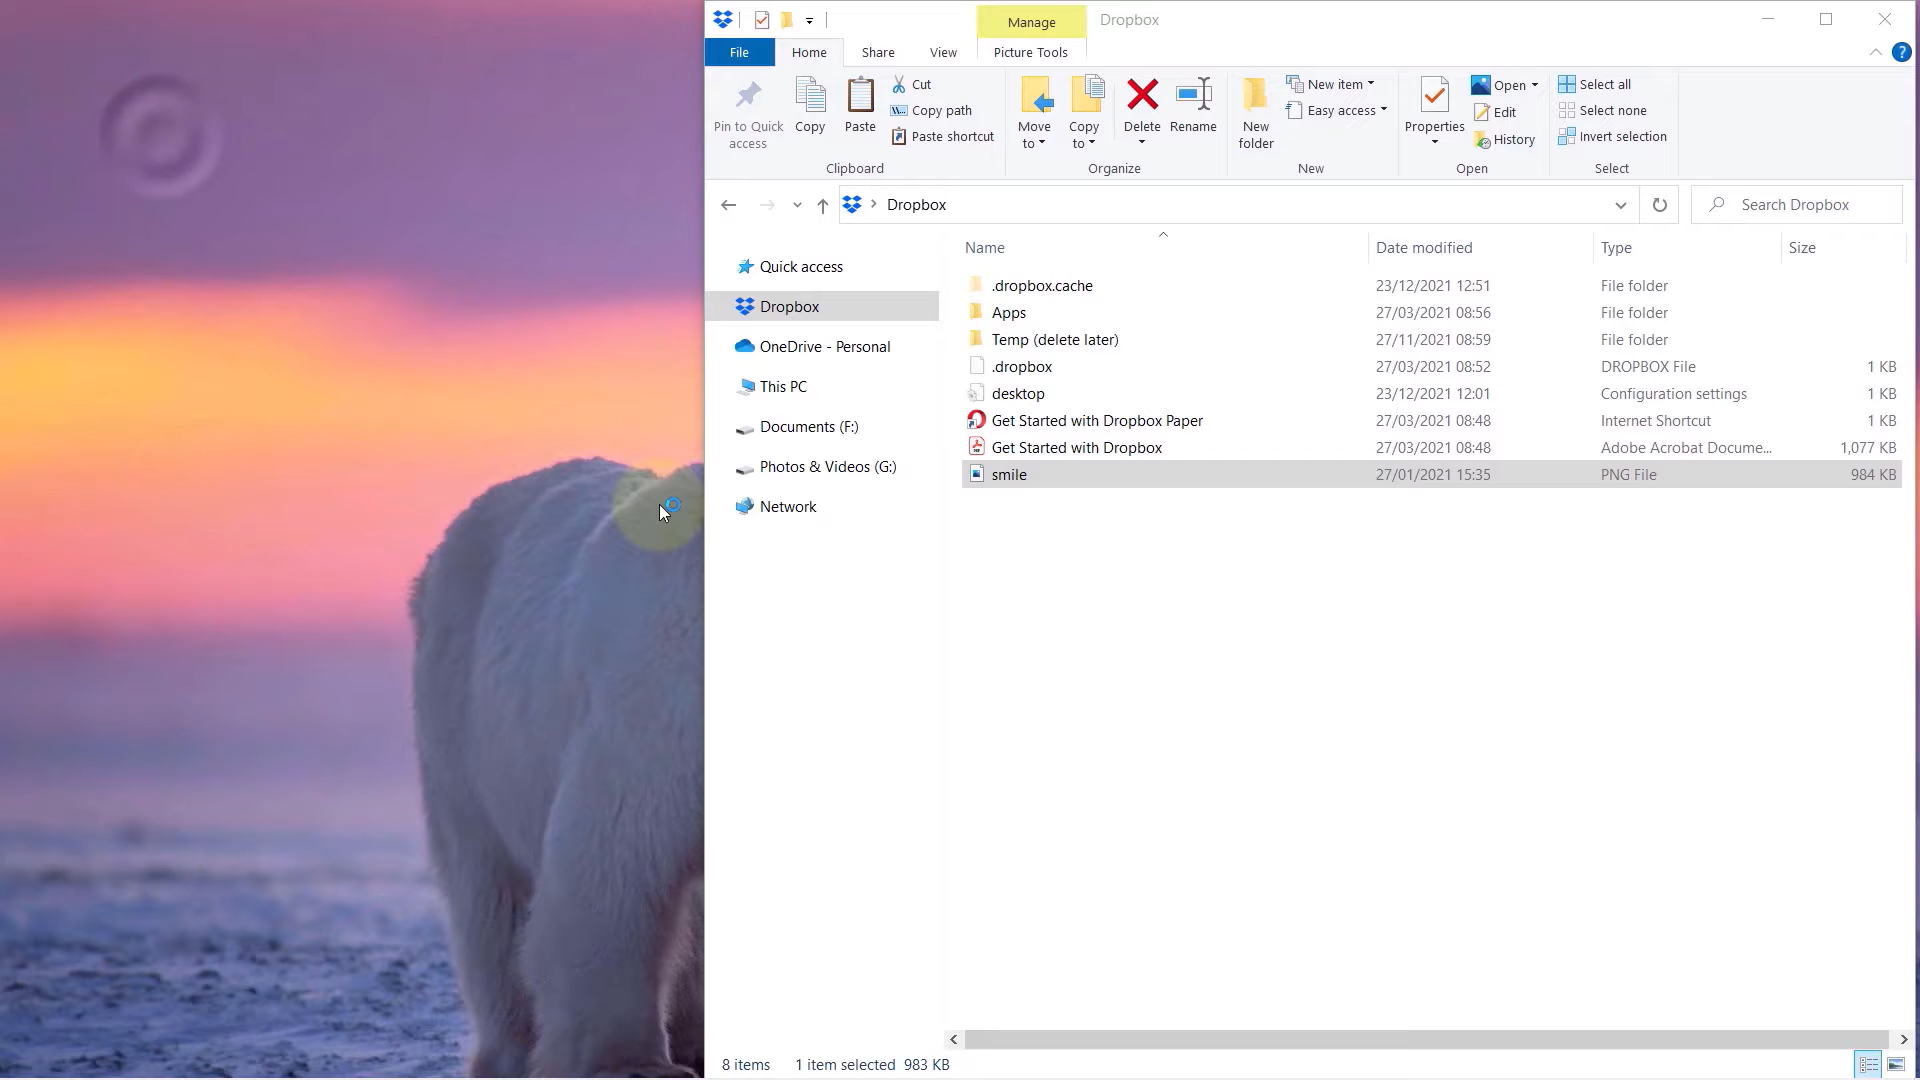 Manage Dropbox
File Home Share View Picture Tools
Pin to Quick access
Copy
Paste
Cut
Copy path
Paste shortcut
Clipboard
Move to
Copy to
Delete
Rename
Organize
New folder
New item
Easy access
New
Properties
Open
Edit
History
Open
Select all
Select none
Invert selection
Select
Dropbox
Search Dropbox
Quick access
Dropbox
OneDrive - Personal
This PC
Documents (F:)
Photos & Videos (G:)
Network
Name Date modified Type Size
.dropbox.cache 23/12/2021 12:51 File folder
Apps 27/03/2021 08:56 File folder
Temp (delete later) 27/11/2021 08:59 File folder
.dropbox 27/03/2021 08:52 DROPBOX File 1 KB
desktop 23/12/2021 12:01 Configuration settings 1 KB
Get Started with Dropbox Paper 27/03/2021 08:48 Internet Shortcut 1 KB
Get Started with Dropbox 27/03/2021 08:48 Adobe Acrobat Docume... 1,077 KB
smile 27/01/2021 15:35 PNG File 984 KB
8 items 1 item selected 983 KB